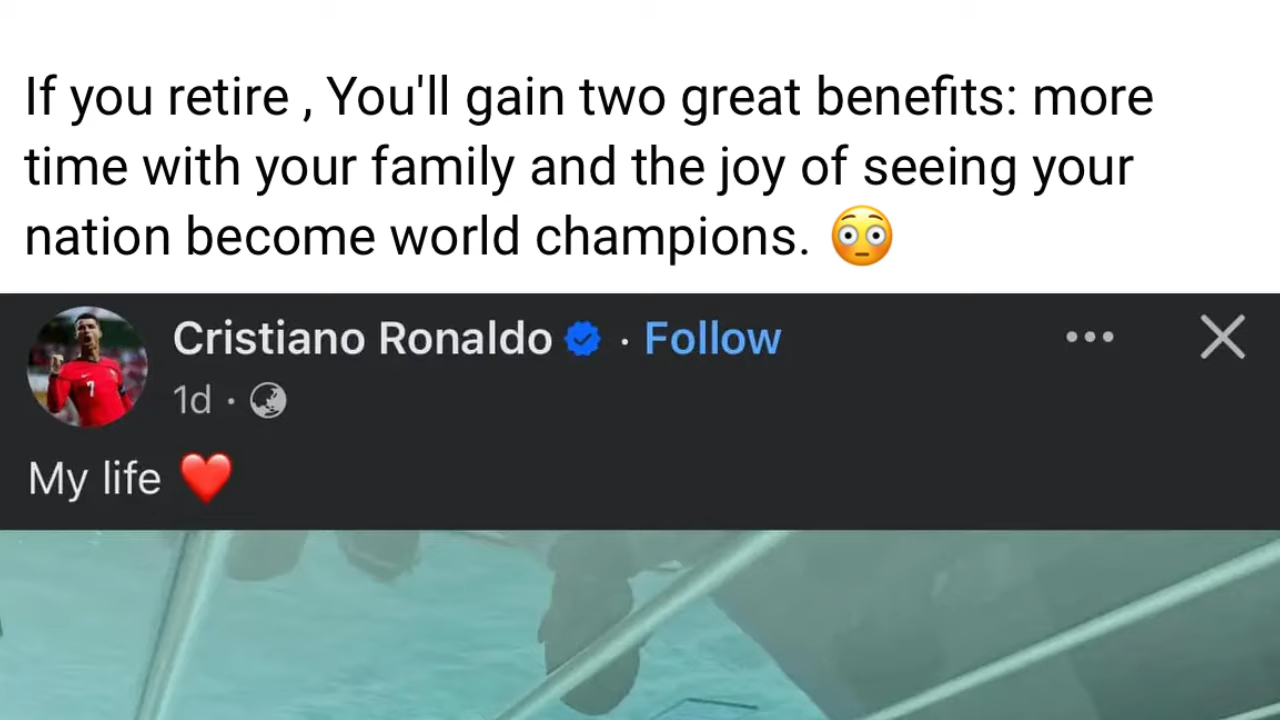 If you retire , You'll gain two great benefits: more
time with your family and the joy of seeing your
nation become world champions. 😳
Cristiano Ronaldo · Follow
1d ·
My life ❤️